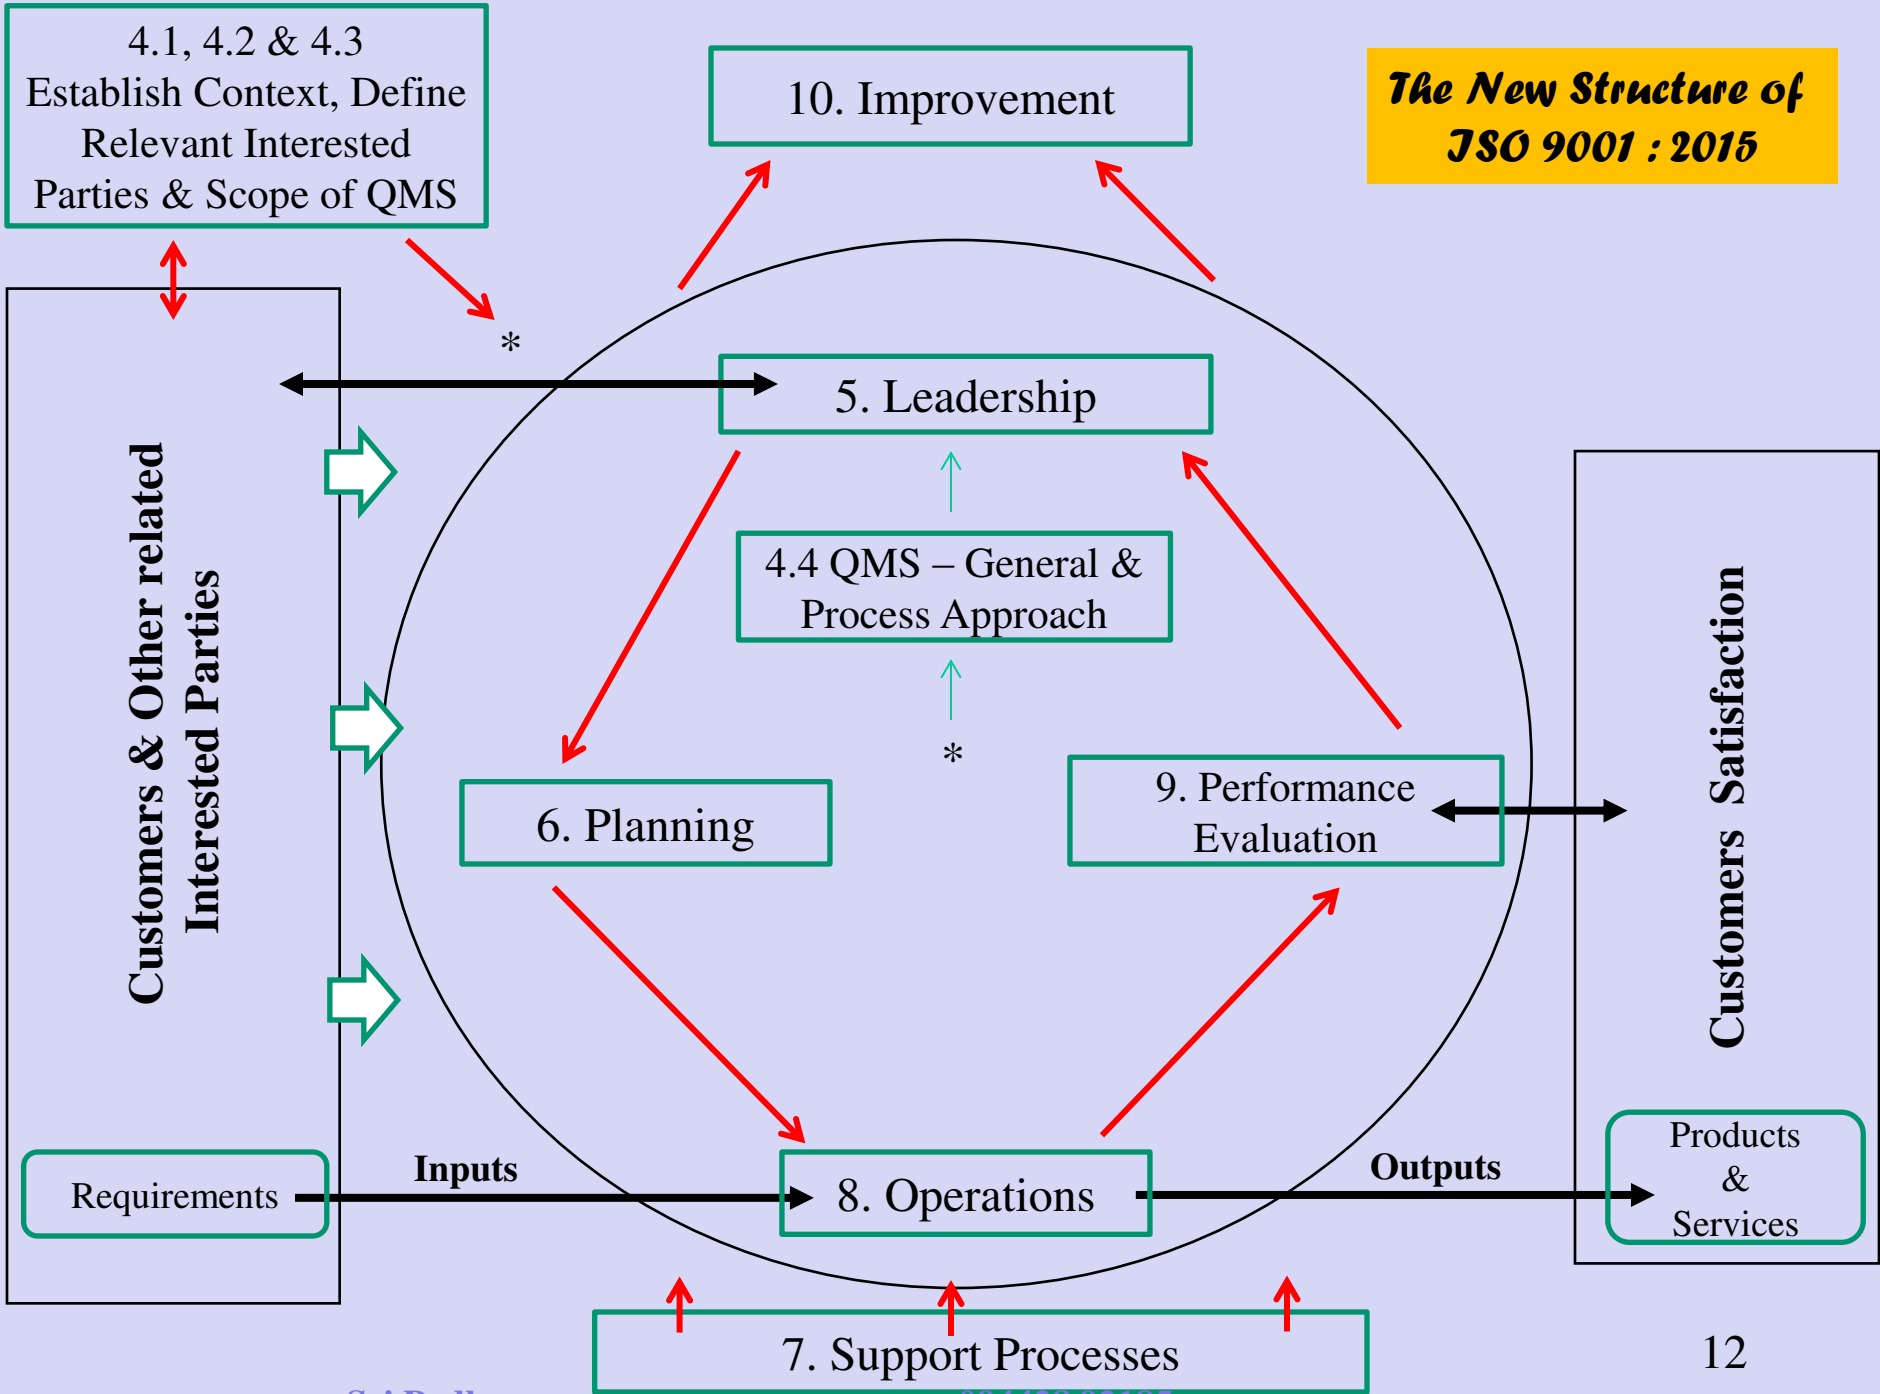 4.1, 4.2 & 4.3
Establish Context, Define
Relevant Interested
Parties & Scope of QMS
10. Improvement
The New Structure of
ISO 9001 : 2015
*
5. Leadership
Customers & Other related
Interested Parties
4.4 QMS – General &
Process Approach
*
6. Planning
9. Performance
Evaluation
Customers Satisfaction
Requirements
Inputs
8. Operations
Outputs
Products
&
Services
7. Support Processes
12